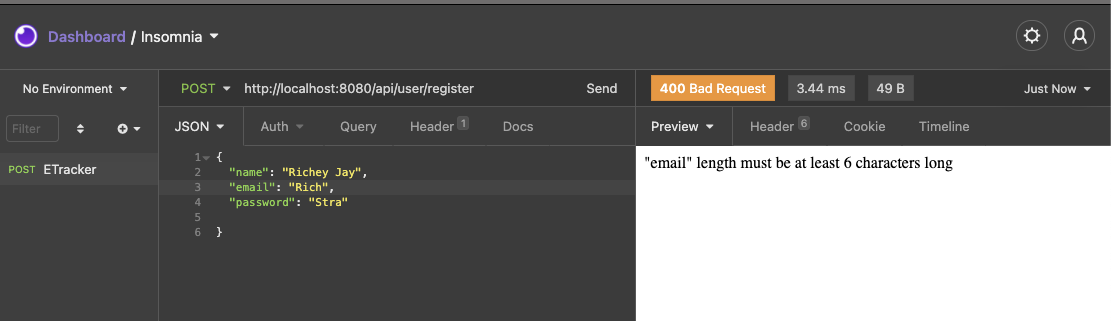 Dashboard / Insomnia
No Environment
POST http://localhost:8080/api/user/register Send
400 Bad Request 3.44 ms 49 B Just Now
Filter
JSON Auth Query Header 1 Docs
Preview Header 6 Cookie Timeline
POST ETracker
1 {
2 "name": "Richey Jay",
3 "email": "Rich",
4 "password": "Stra"
5
6 }
"email" length must be at least 6 characters long